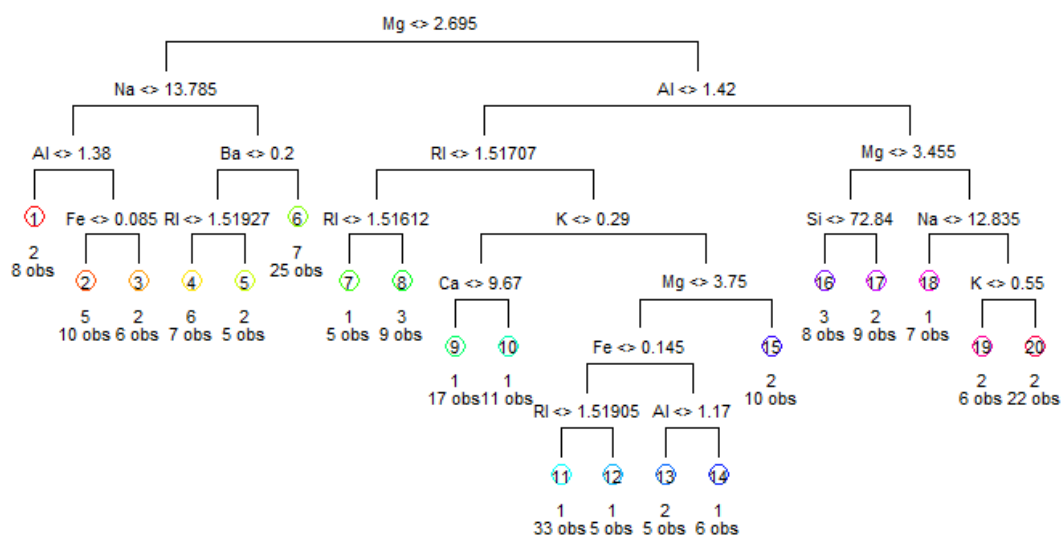 Mg <> 2.695
Na <> 13.785
Al <> 1.42
Al <> 1.38
Ba <> 0.2
RI <> 1.51707
Mg <> 3.455
1
Fe <> 0.085
RI <> 1.51927
6
RI <> 1.51612
K <> 0.29
Si <> 72.84
Na <> 12.835
2
8 obs
7
25 obs
2
3
4
5
7
8
Ca <> 9.67
Mg <> 3.75
16
17
18
K <> 0.55
5
10 obs
2
6 obs
6
7 obs
2
5 obs
1
5 obs
3
9 obs
3
8 obs
2
9 obs
1
7 obs
9
10
Fe <> 0.145
15
19
20
1
17 obs
1
11 obs
2
10 obs
2
6 obs
2
22 obs
RI <> 1.51905
Al <> 1.17
11
12
13
14
1
33 obs
1
5 obs
2
5 obs
1
6 obs